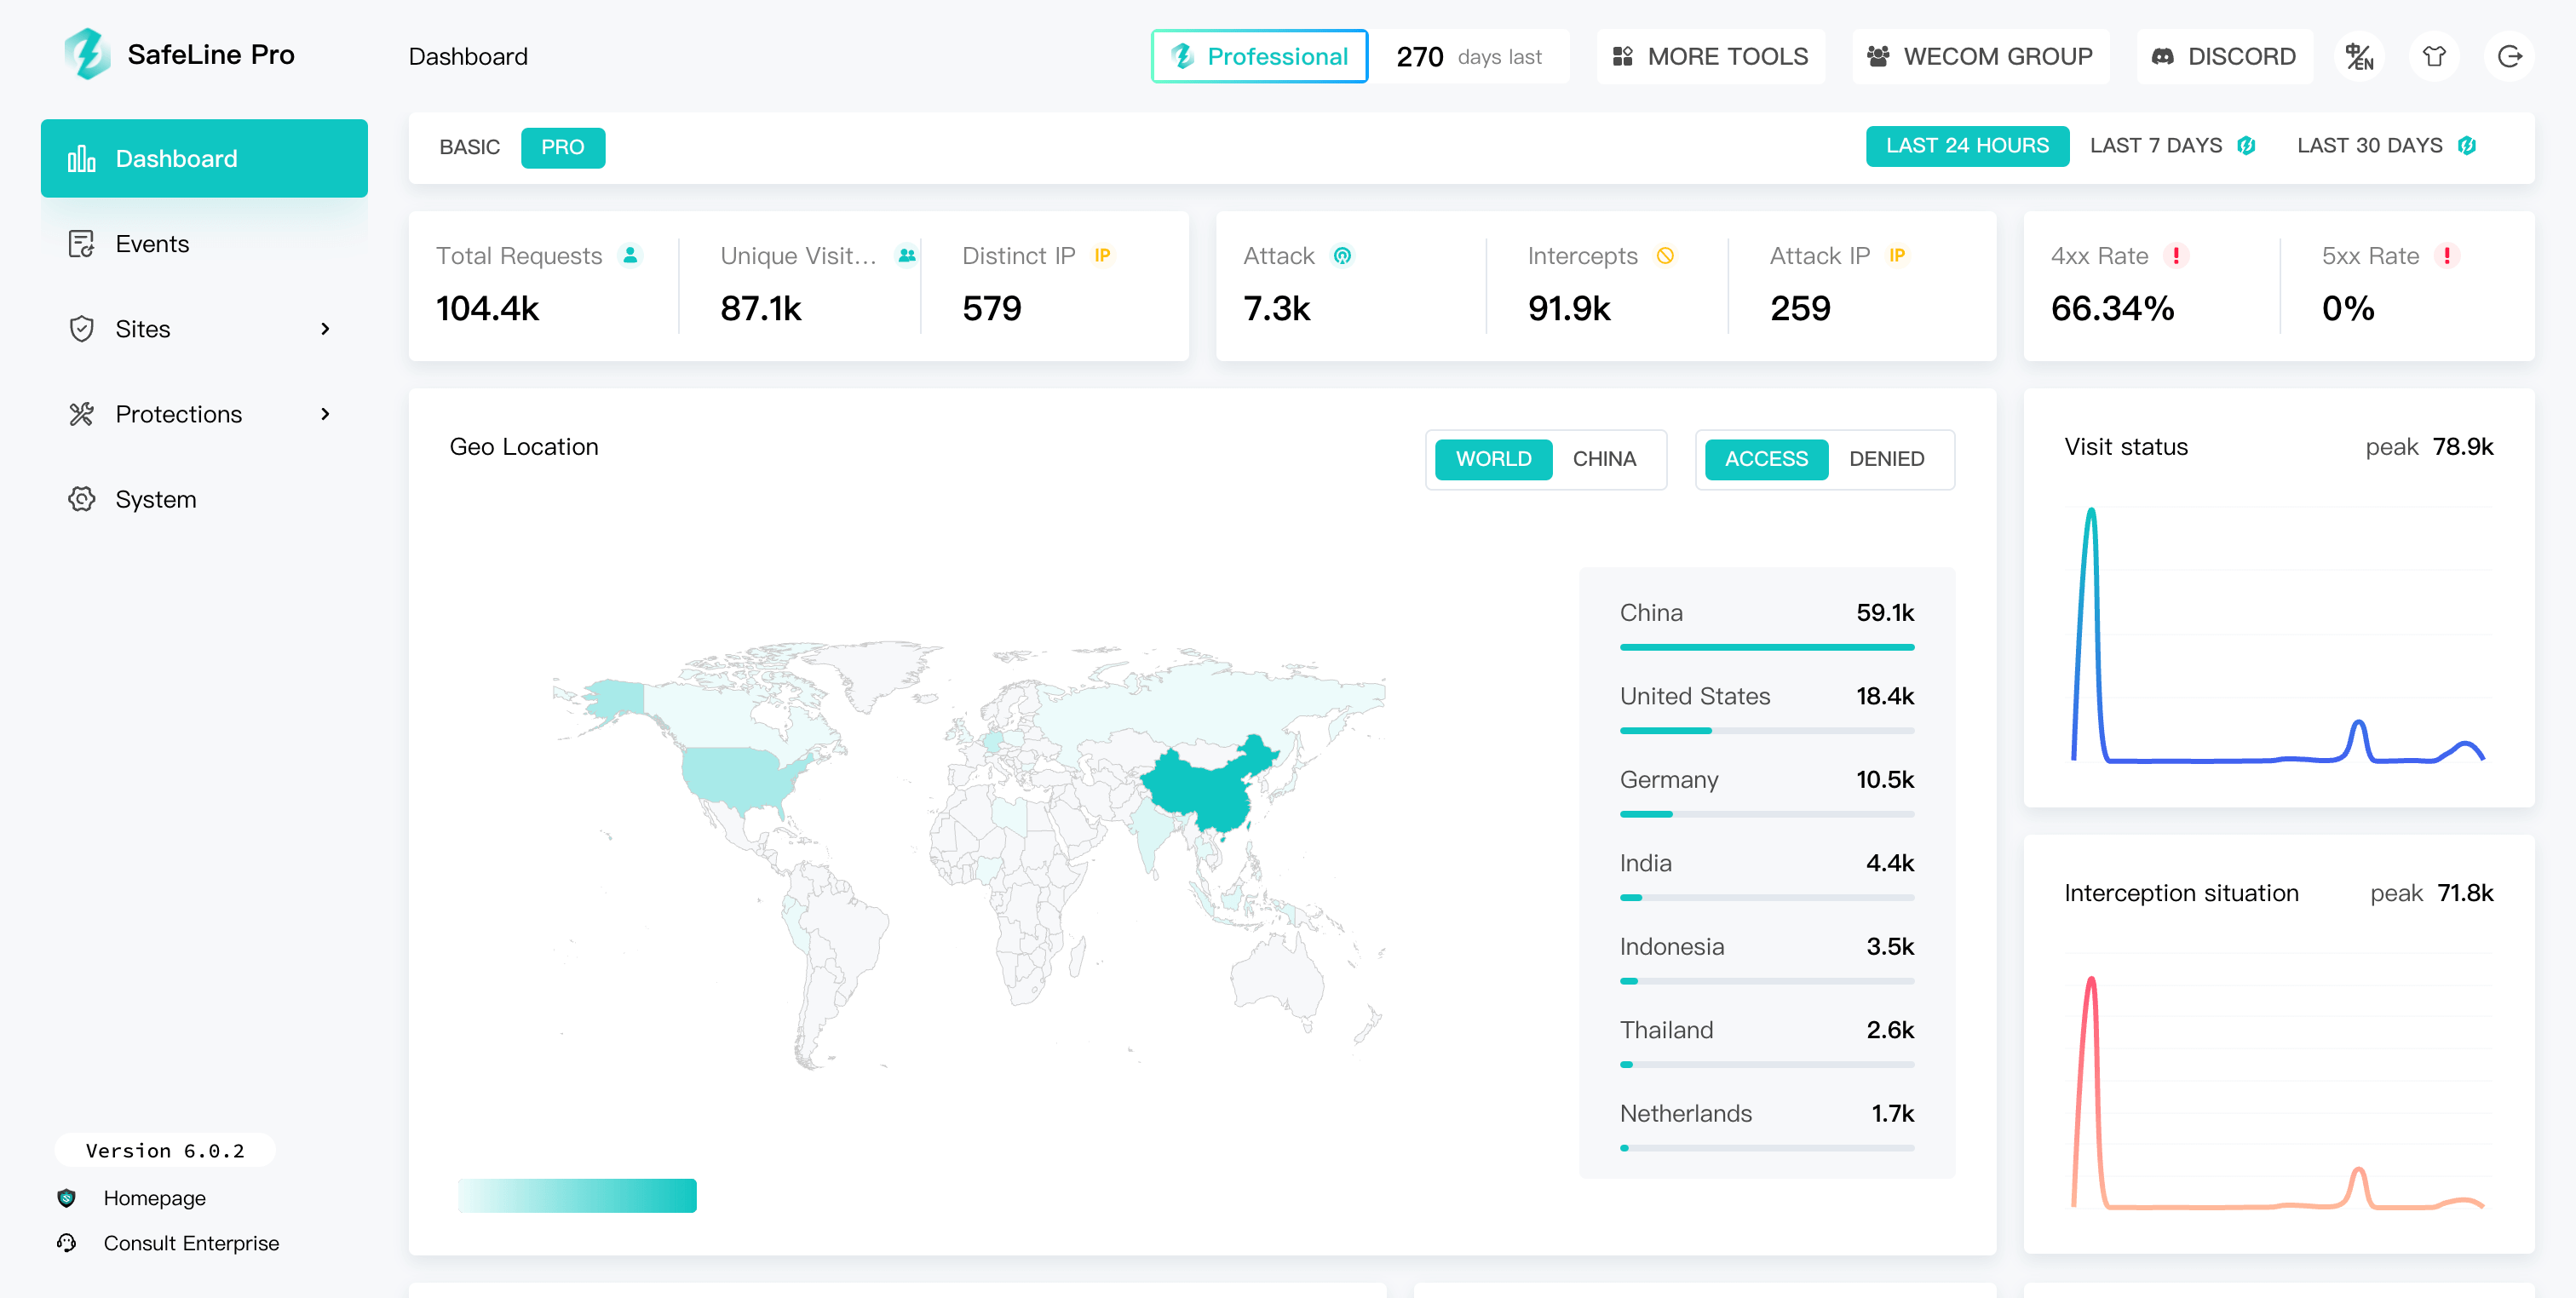 SafeLine Pro
Dashboard
Professional
270 days last
MORE TOOLS
WECOM GROUP
DISCORD
中/EN
Dashboard
Events
Sites
Protections
System
Version 6.0.2
Homepage
Consult Enterprise
BASIC
PRO
LAST 24 HOURS
LAST 7 DAYS
LAST 30 DAYS
Total Requests
104.4k
Unique Visit...
87.1k
Distinct IP IP
579
Attack
7.3k
Intercepts
91.9k
Attack IP IP
259
4xx Rate !
66.34%
5xx Rate !
0%
Geo Location
WORLD
CHINA
ACCESS
DENIED
China 59.1k
United States 18.4k
Germany 10.5k
India 4.4k
Indonesia 3.5k
Thailand 2.6k
Netherlands 1.7k
Visit status peak 78.9k
Interception situation peak 71.8k